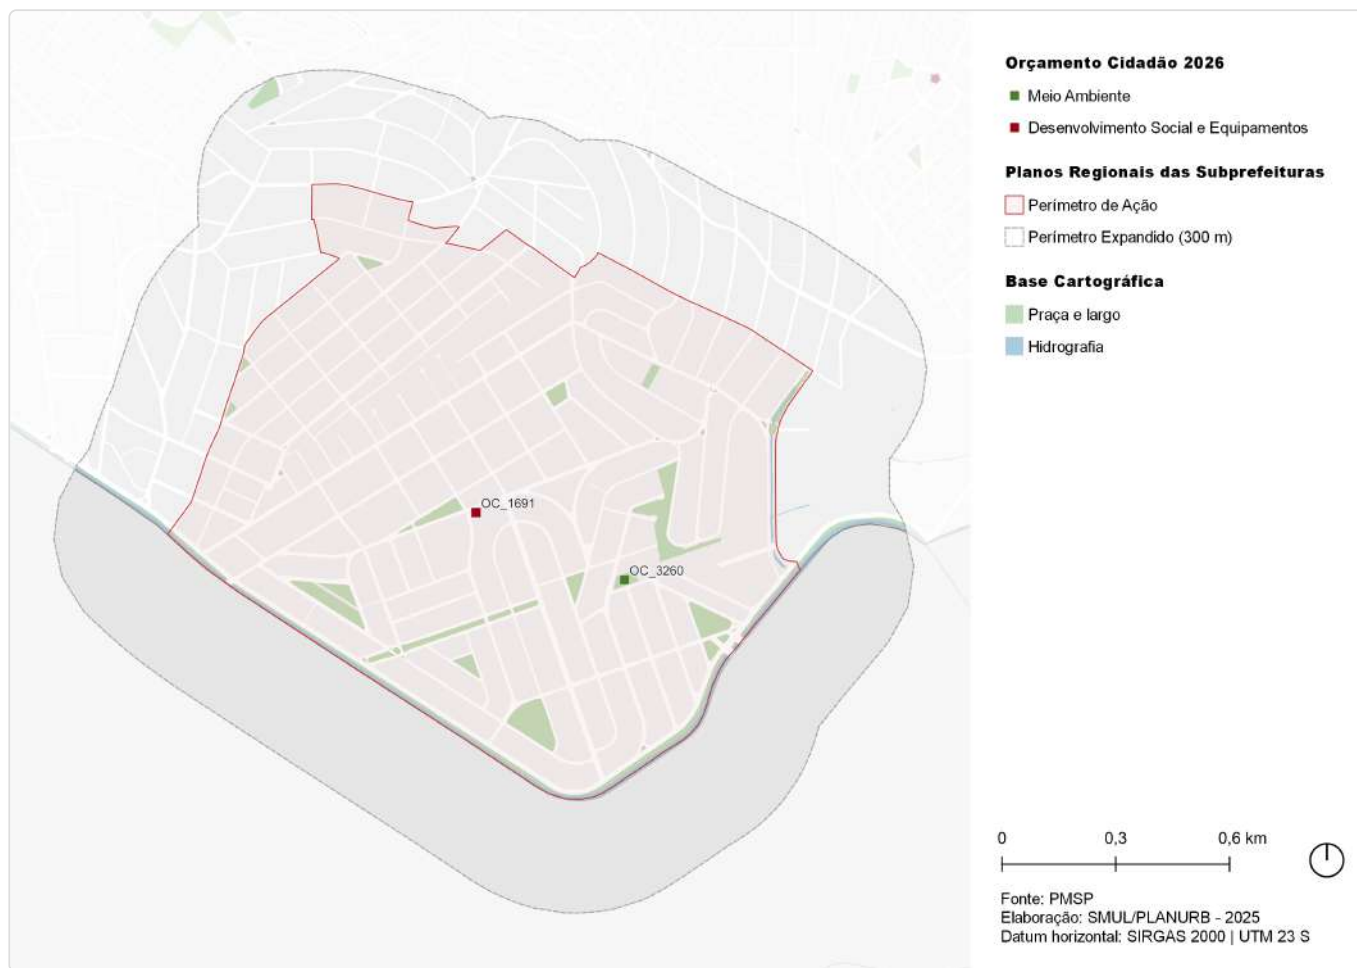 Orçamento Cidadão 2026
Meio Ambiente
Desenvolvimento Social e Equipamentos
Planos Regionais das Subprefeituras
Perímetro de Ação
Perímetro Expandido (300 m)
Base Cartográfica
Praça e largo
Hidrografia
OC_1691
OC_3260
0 0,3 0,6 km
Fonte: PMSP
Elaboração: SMUL/PLANURB - 2025
Datum horizontal: SIRGAS 2000 | UTM 23 S